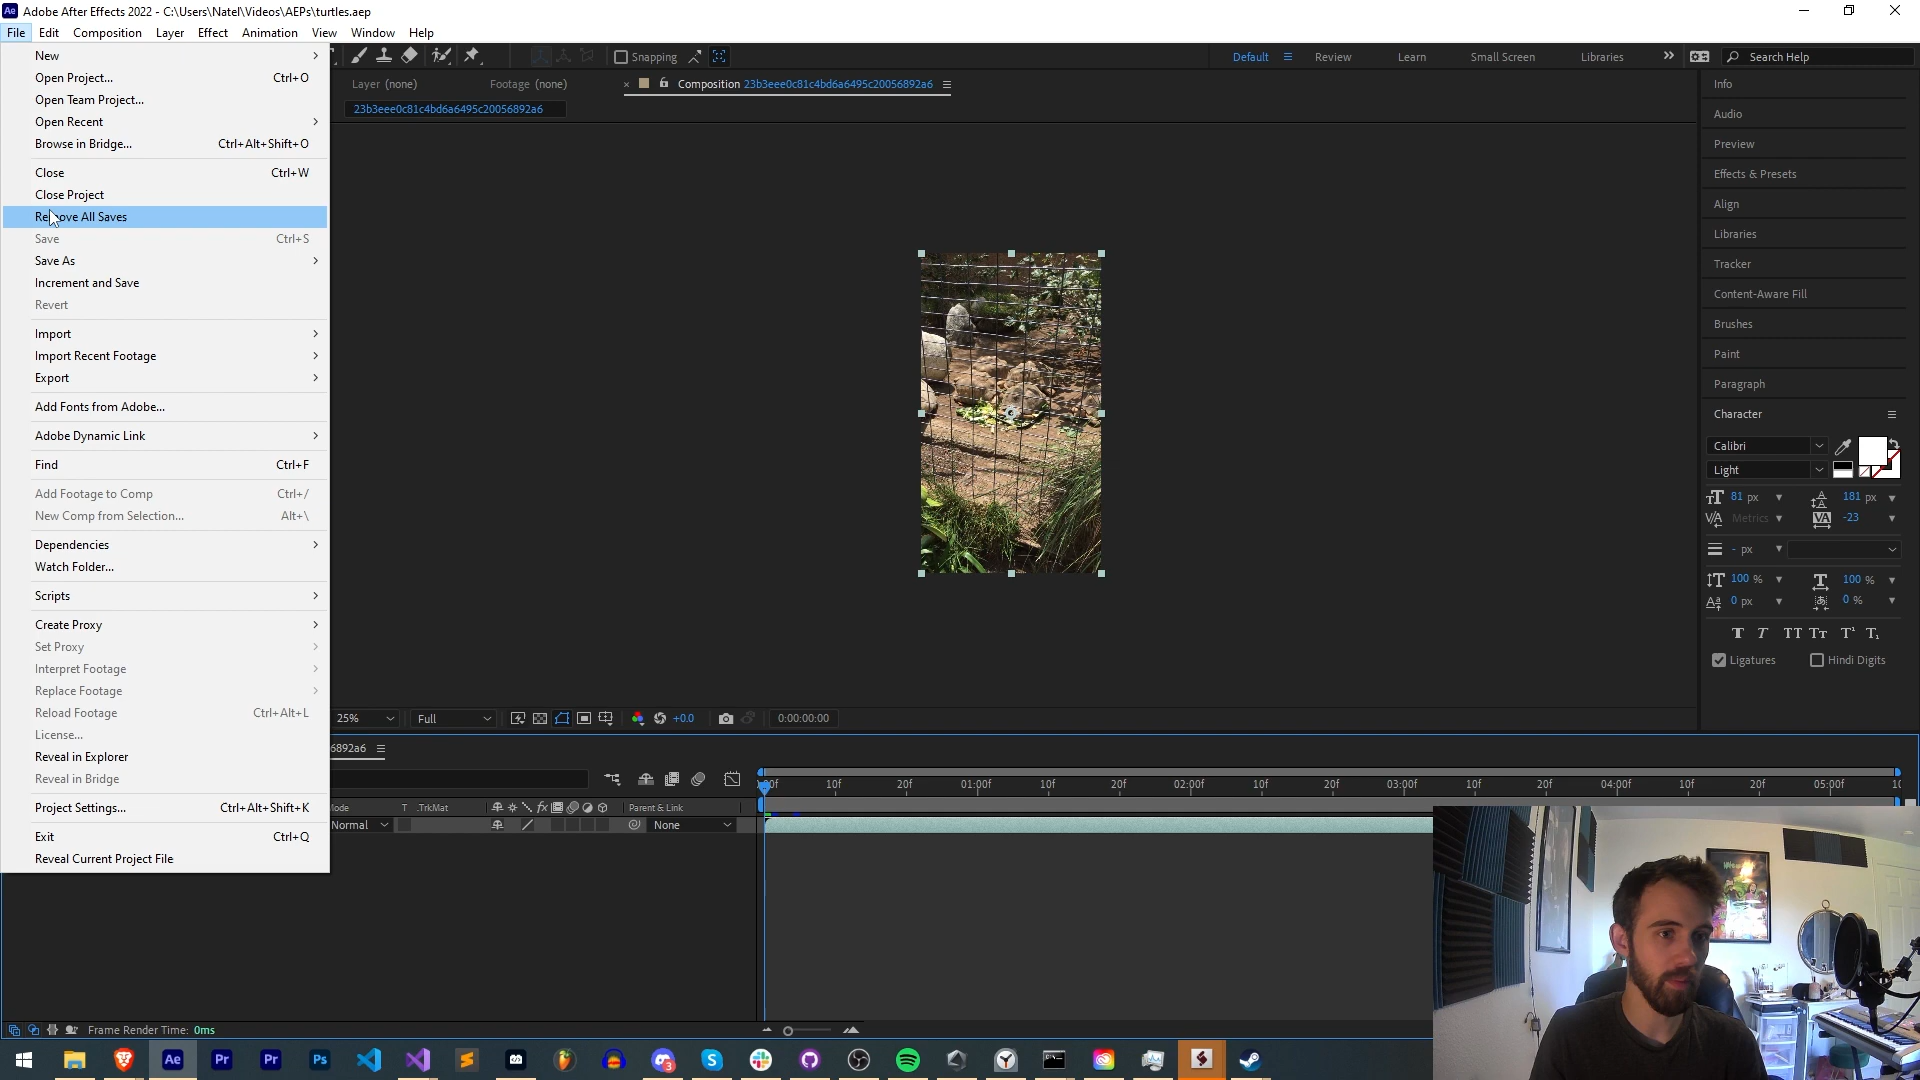 Adobe After Effects 2022 - C:\Users\Natel\Videos\AEPs\turtles.aep
File Edit Composition Layer Effect Animation View Window Help
New
Open Project... Ctrl+O
Open Team Project...
Open Recent
Browse in Bridge... Ctrl+Alt+Shift+O
Close Ctrl+W
Close Project
Remove All Saves
Save Ctrl+S
Save As
Increment and Save
Revert
Import
Import Recent Footage
Export
Add Fonts from Adobe...
Adobe Dynamic Link
Find Ctrl+F
Add Footage to Comp Ctrl+/
New Comp from Selection... Alt+\
Dependencies
Watch Folder...
Scripts
Create Proxy
Set Proxy
Interpret Footage
Replace Footage
Reload Footage Ctrl+Alt+L
License...
Reveal in Explorer
Reveal in Bridge
Project Settings... Ctrl+Alt+Shift+K
Exit Ctrl+Q
Reveal Current Project File
Snapping
Default Review Learn Small Screen Libraries Search Help
Layer (none) Footage (none) Composition 23b3eee0c81c4bd6a6495c20056892a6
23b3eee0c81c4bd6a6495c20056892a6
Info
Audio
Preview
Effects & Presets
Align
Libraries
Tracker
Content-Aware Fill
Brushes
Paint
Paragraph
Character
Calibri
Light
81 px 181 px
Metrics -23
- px
100 % 100 %
0 px 0 %
Ligatures Hindi Digits
25% Full +0.0 0:00:00:00
6892a6
10f 20f 01:00f 10f 20f 02:00f 10f 20f 03:00f 10f 20f 04:00f 10f 20f 05:00f
T .TrkMat Parent & Link
Normal None
Frame Render Time: 0ms